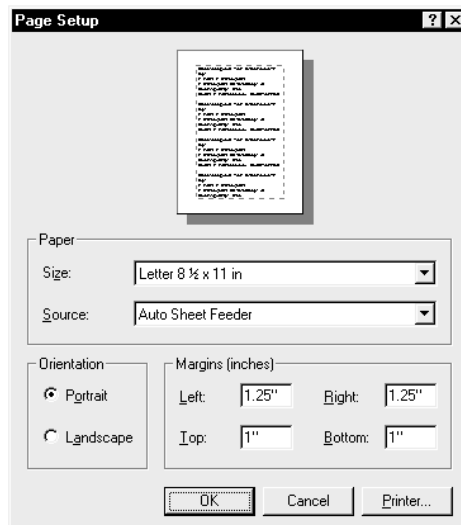 Page Setup
Paper
Size: Letter 8 ½ x 11 in
Source: Auto Sheet Feeder
Orientation
Portrait
Landscape
Margins (inches)
Left: 1.25" Right: 1.25"
Top: 1" Bottom: 1"
OK Cancel Printer...